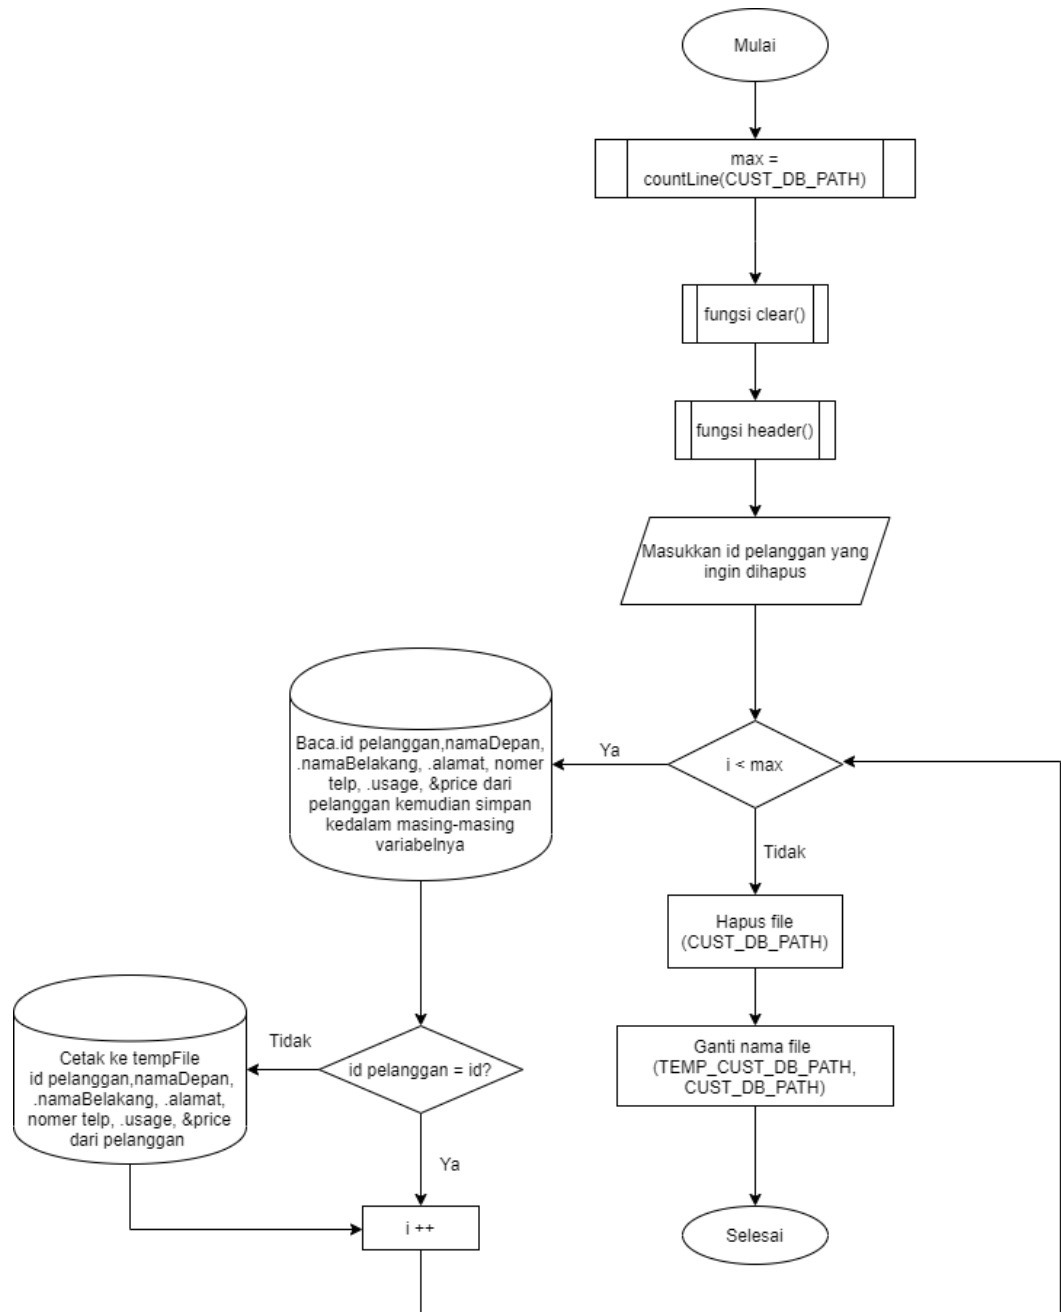 Mulai
max =
countLine(CUST_DB_PATH)
fungsi clear()
fungsi header()
Masukkan id pelanggan yang
ingin dihapus
i < max
Ya
Baca.id pelanggan,namaDepan,
.namaBelakang, .alamat, nomer
telp, .usage, &price dari
pelanggan kemudian simpan
kedalam masing-masing
variabelnya
Tidak
Hapus file
(CUST_DB_PATH)
Ganti nama file
(TEMP_CUST_DB_PATH,
CUST_DB_PATH)
Selesai
id pelanggan = id?
Tidak
Cetak ke tempFile
id pelanggan,namaDepan,
.namaBelakang, .alamat,
nomer telp, .usage, &price
dari pelanggan
Ya
i ++